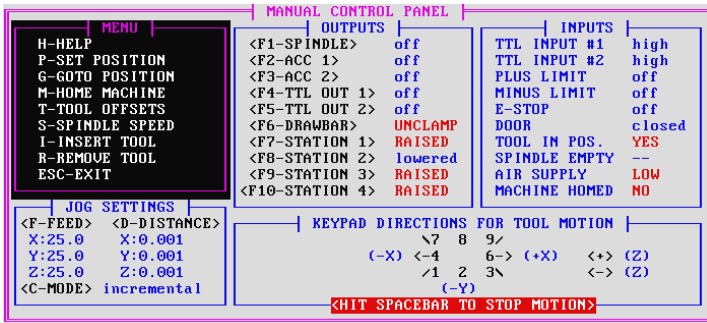 MANUAL CONTROL PANEL
MENU
H-HELP
P-SET POSITION
G-GOTO POSITION
M-HOME MACHINE
T-TOOL OFFSETS
S-SPINDLE SPEED
I-INSERT TOOL
R-REMOVE TOOL
ESC-EXIT
OUTPUTS
<F1-SPINDLE> off
<F2-ACC 1> off
<F3-ACC 2> off
<F4-TTL OUT 1> off
<F5-TTL OUT 2> off
<F6-DRAWBAR> UNCLAMP
<F7-STATION 1> RAISED
<F8-STATION 2> lowered
<F9-STATION 3> RAISED
<F10-STATION 4> RAISED
INPUTS
TTL INPUT #1 high
TTL INPUT #2 high
PLUS LIMIT off
MINUS LIMIT off
E-STOP off
DOOR closed
TOOL IN POS. YES
SPINDLE EMPTY --
AIR SUPPLY LOW
MACHINE HOMED NO
JOG SETTINGS
<F-FEED> <D-DISTANCE>
X:25.0 X:0.001
Y:25.0 Y:0.001
Z:25.0 Z:0.001
<C-MODE> incremental
KEYPAD DIRECTIONS FOR TOOL MOTION
\7 8 9/
(-X) <-4 6-> (+X) <+> (Z)
/1 2 3\ <-> (Z)
(-Y)
<HIT SPACEBAR TO STOP MOTION>